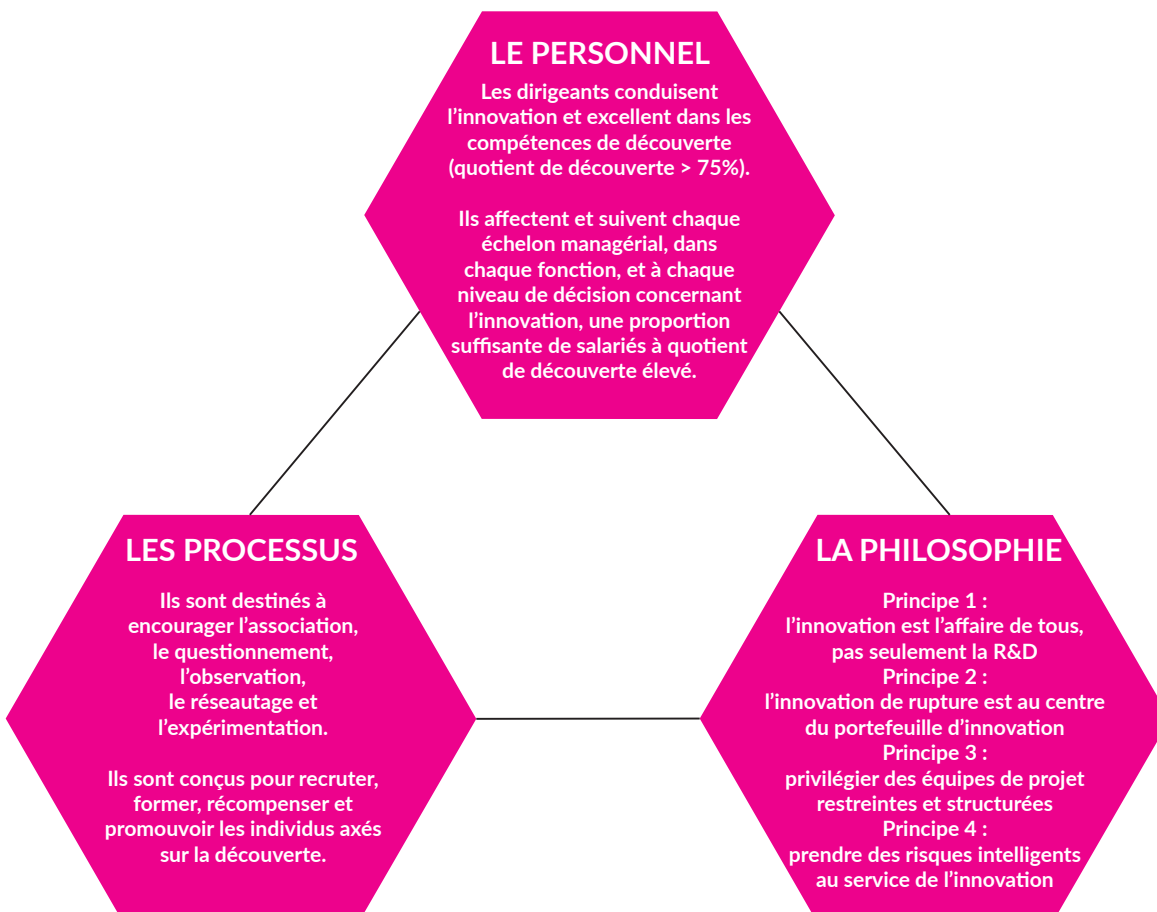 LE PERSONNEL
Les dirigeants conduisent
l’innovation et excellent dans les
compétences de découverte
(quotient de découverte > 75%).
Ils affectent et suivent chaque
échelon managérial, dans
chaque fonction, et à chaque
niveau de décision concernant
l’innovation, une proportion
suffisante de salariés à quotient
de découverte élevé.
LES PROCESSUS
Ils sont destinés à
encourager l’association,
le questionnement,
l’observation,
le réseautage et
l’expérimentation.
Ils sont conçus pour recruter,
former, récompenser et
promouvoir les individus axés
sur la découverte.
LA PHILOSOPHIE
Principe 1 :
l’innovation est l’affaire de tous,
pas seulement la R&D
Principe 2 :
l’innovation de rupture est au centre
du portefeuille d’innovation
Principe 3 :
privilégier des équipes de projet
restreintes et structurées
Principe 4 :
prendre des risques intelligents
au service de l’innovation